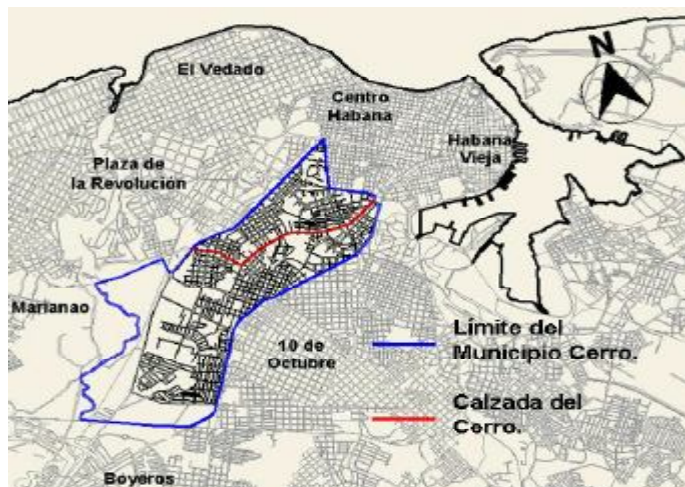 El Vedado
Centro
Habana
Habana
Vieja
N
Plaza de
la Revolución
Marianao
10 de
Octubre
Límite del
Municipio Cerro.
Calzada del
Cerro.
Boyeros